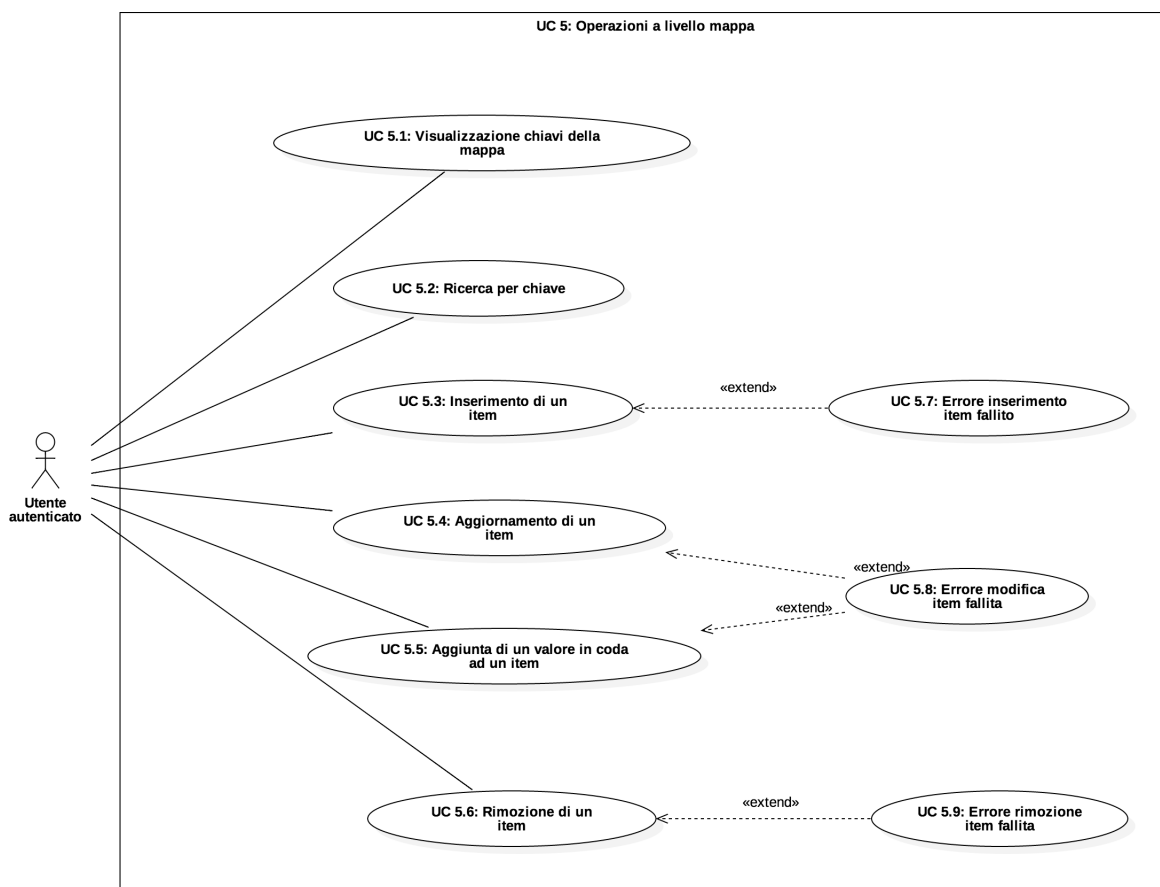 UC 5: Operazioni a livello mappa
UC 5.1: Visualizzazione chiavi della
mappa
UC 5.2: Ricerca per chiave
UC 5.3: Inserimento di un
item
«extend»
UC 5.7: Errore inserimento
item fallito
Utente
autenticato
UC 5.4: Aggiornamento di un
item
«extend»
UC 5.8: Errore modifica
item fallita
«extend»
UC 5.5: Aggiunta di un valore in coda
ad un item
UC 5.6: Rimozione di un
item
«extend»
UC 5.9: Errore rimozione
item fallita